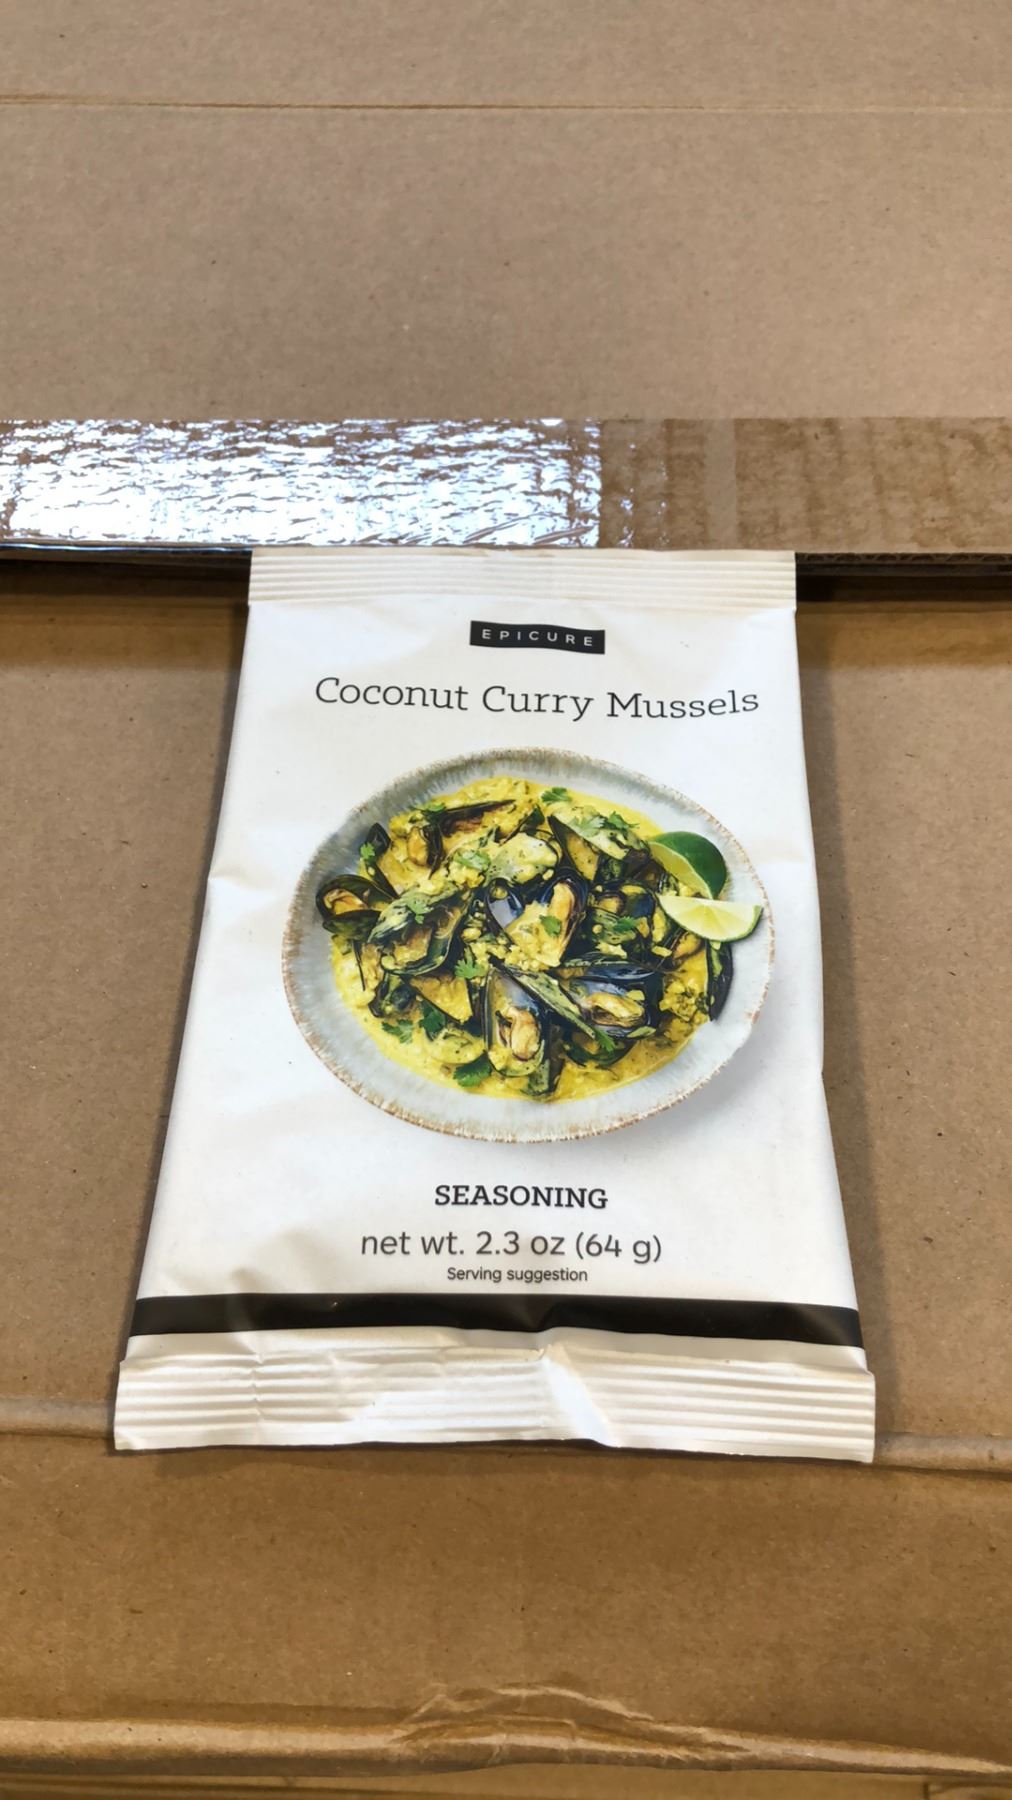 EPICURE
Coconut Curry Mussels
SEASONING
net wt. 2.3 oz (64 g)
Serving suggestion